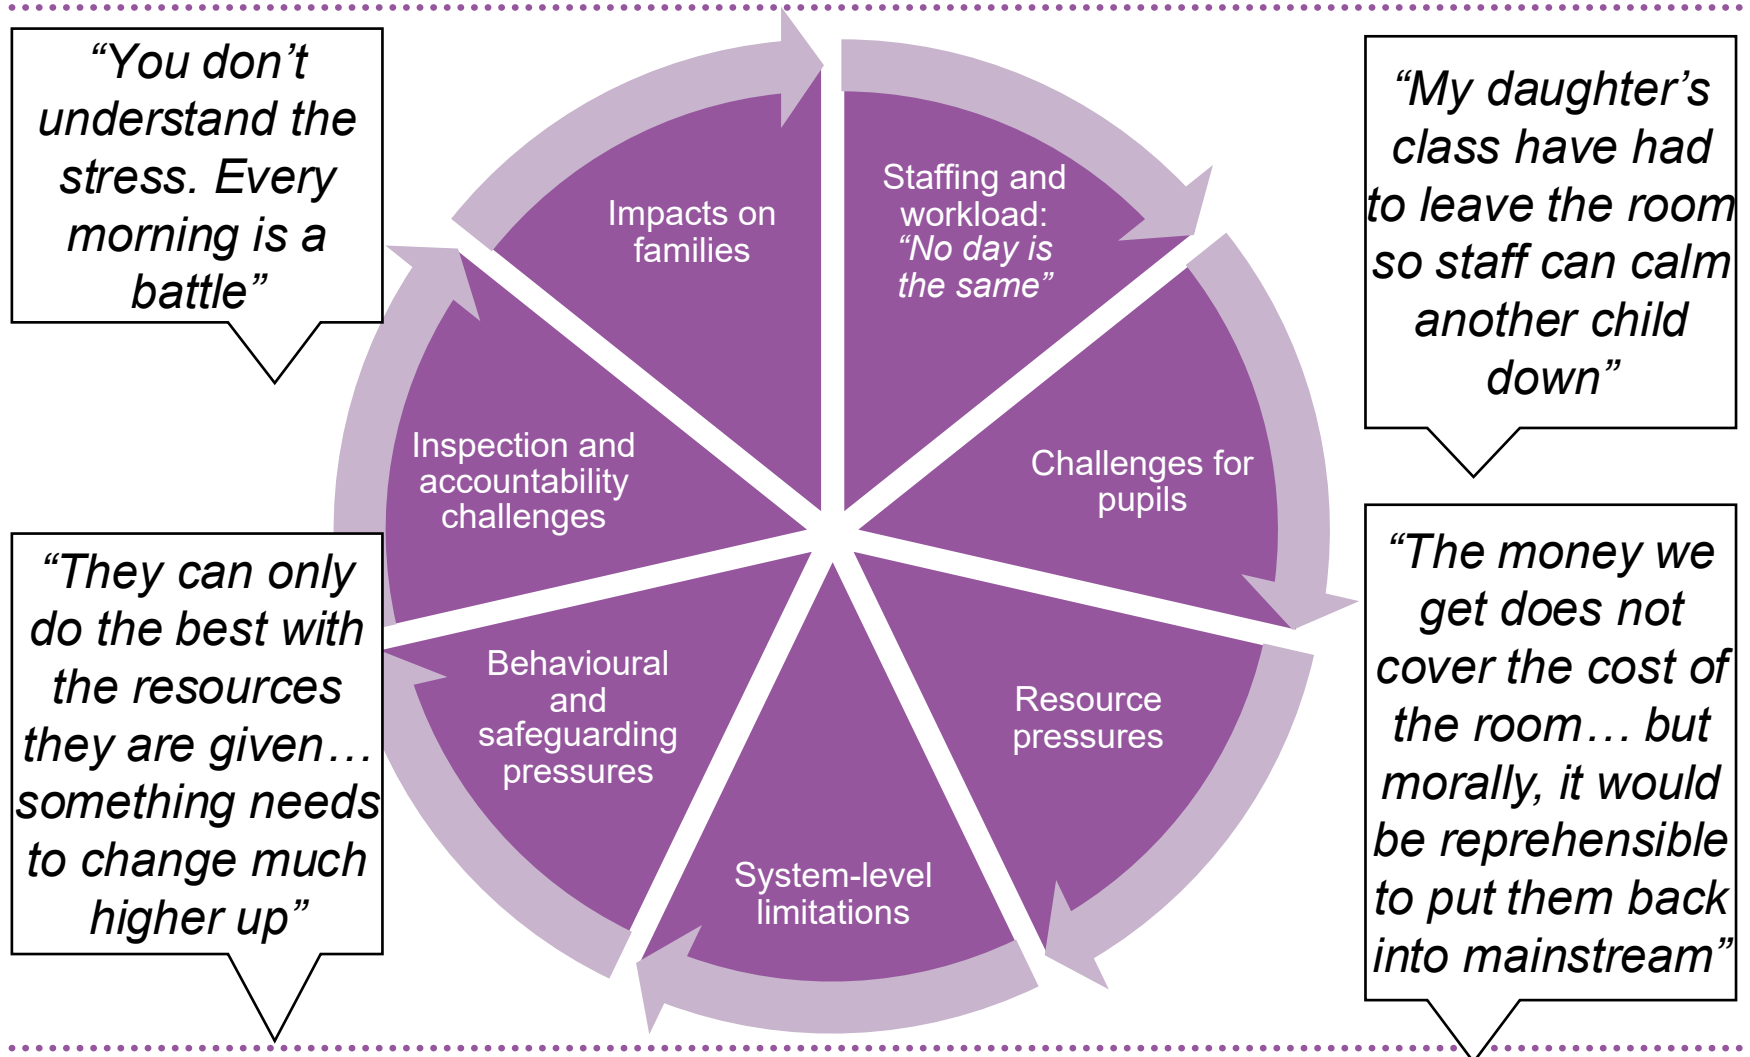 “You don’t
understand the
stress. Every
morning is a
battle”
“They can only
do the best with
the resources
they are given…
something needs
to change much
higher up”
Impacts on
families
Staffing and
workload:
“No day is
the same”
Challenges for
pupils
Resource
pressures
System-level
limitations
Behavioural
and
safeguarding
pressures
Inspection and
accountability
challenges
“My daughter’s
class have had
to leave the room
so staff can calm
another child
down”
“The money we
get does not
cover the cost of
the room… but
morally, it would
be reprehensible
to put them back
into mainstream”